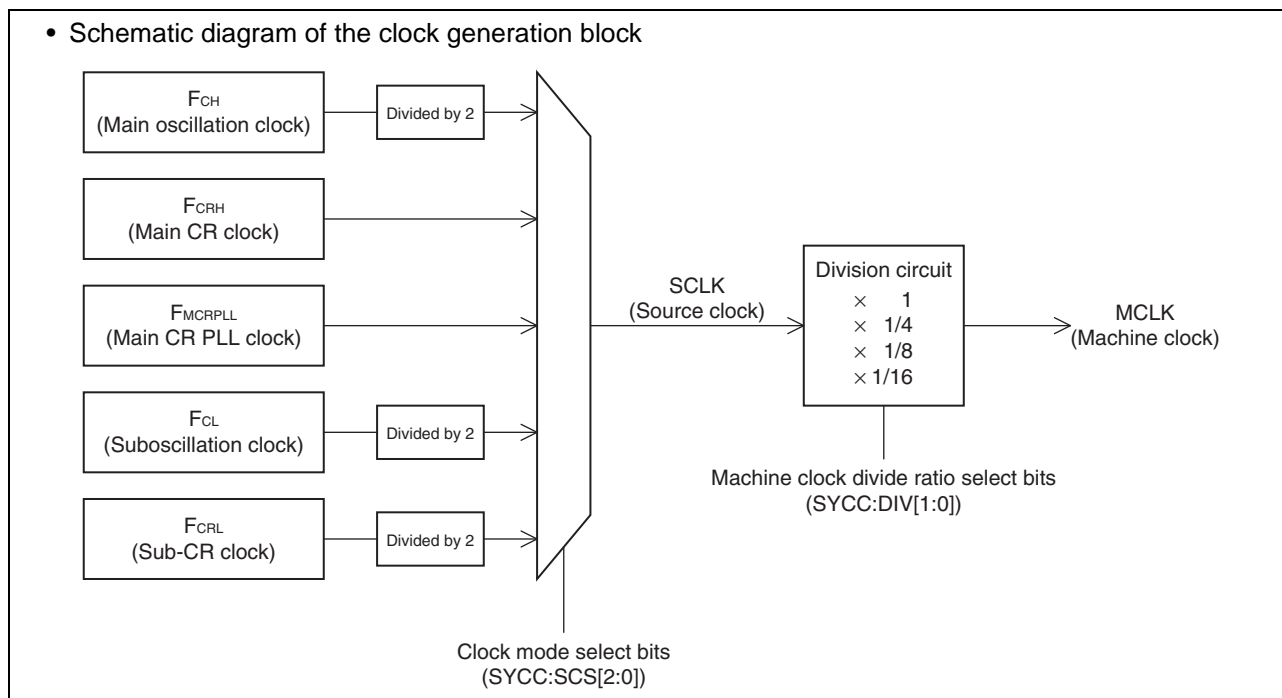 • Schematic diagram of the clock generation block
FCH
(Main oscillation clock)
Divided by 2
FCRH
(Main CR clock)
FMCRPLL
(Main CR PLL clock)
FCL
(Suboscillation clock)
Divided by 2
FCRL
(Sub-CR clock)
Divided by 2
Clock mode select bits
(SYCC:SCS[2:0])
SCLK
(Source clock)
Division circuit
× 1
× 1/4
× 1/8
× 1/16
Machine clock divide ratio select bits
(SYCC:DIV[1:0])
MCLK
(Machine clock)